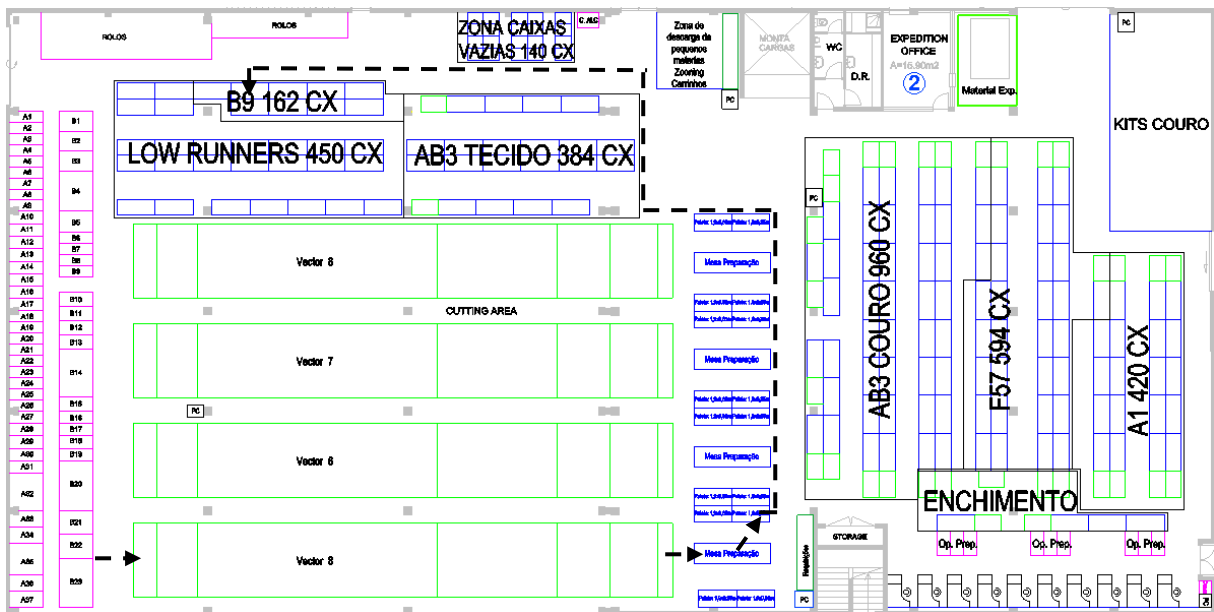 ROLOS
ROLOS
ZONA CAIXAS
VAZIAS 140 CX
C. ALC
Zona de
descarga de
pequenos
materias
Zooning
Carrinhos
PC
MONTA
CARGAS
WC
D.R.
EXPEDITION
OFFICE
A=16.90m2
2
Material Exp.
PC
KITS COURO
B9 162 CX
LOW RUNNERS 450 CX
AB3 TECIDO 384 CX
A1
A2
A3
A4
A5
A6
A7
A8
A9
A10
A11
A12
A13
A14
A15
A16
A17
A18
A19
A20
A21
A22
A23
A24
A25
A26
A27
A28
A29
A30
A31
A32
A33
A34
A35
A36
A37
B1
B2
B3
B4
B5
B6
B7
B8
B9
B10
B11
B12
B13
B14
B15
B16
B17
B18
B19
B20
B21
B22
B23
Vector 8
CUTTING AREA
Vector 7
PC
Vector 6
Vector 8
Mesa Preparação
Mesa Preparação
Mesa Preparação
Mesa Preparação
PC
AB3 COURO 960 CX
F57 594 CX
A1 420 CX
ENCHIMENTO
Op. Prep.
Op. Prep.
Op. Prep.
STORAGE
PC